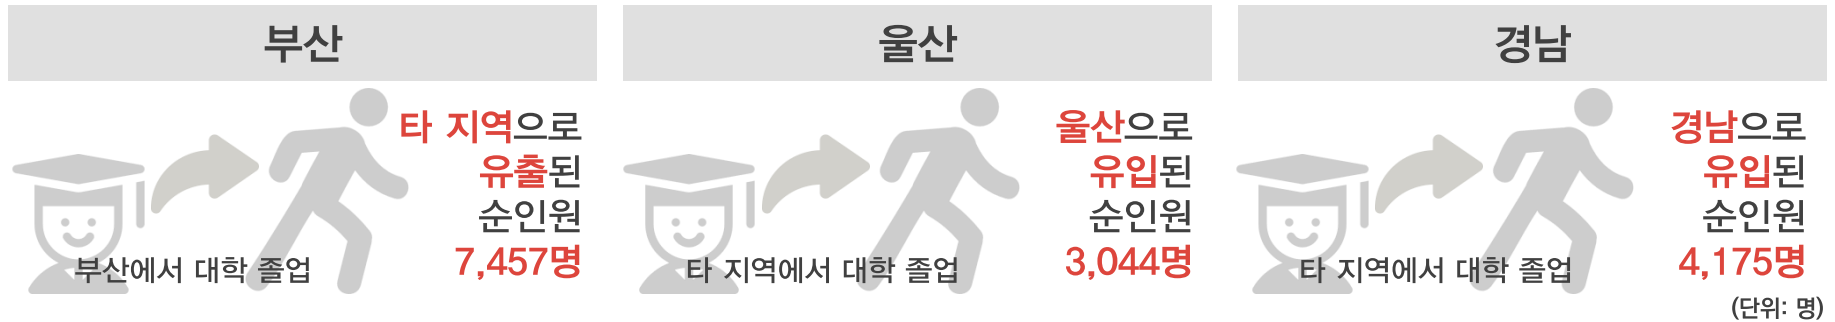 부산
타 지역으로
유출된
순인원
7,457명
부산에서 대학 졸업
울산
울산으로
유입된
순인원
3,044명
타 지역에서 대학 졸업
경남
경남으로
유입된
순인원
4,175명
타 지역에서 대학 졸업
(단위: 명)